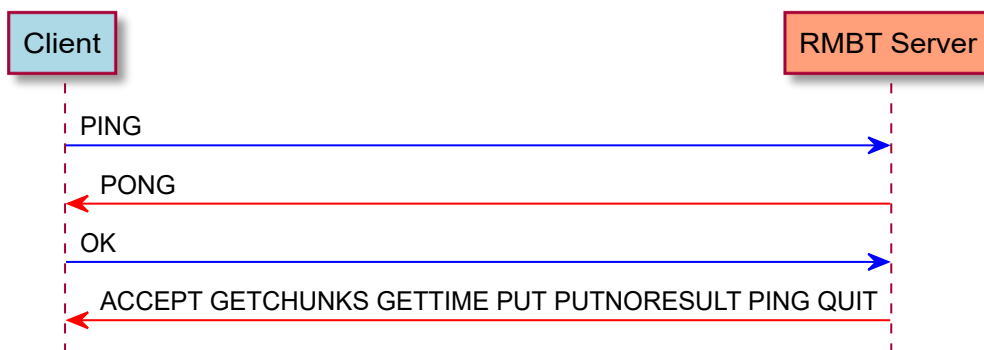 Client
RMBT Server
PING
PONG
OK
ACCEPT GETCHUNKS GETTIME PUT PUTNORESULT PING QUIT